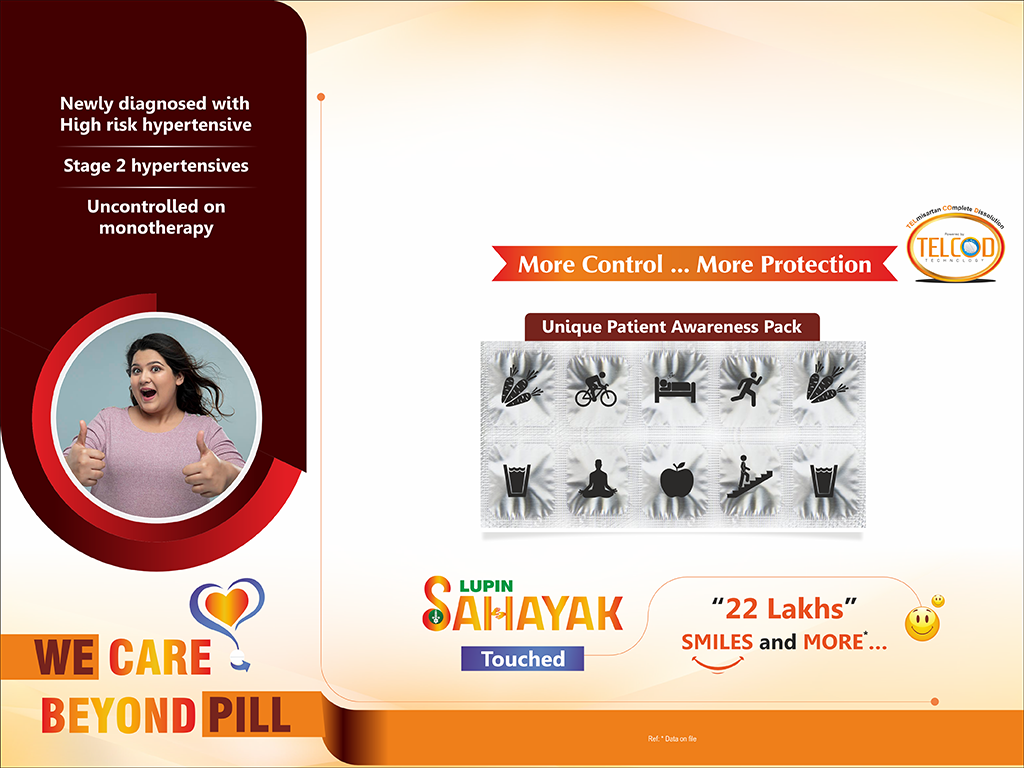 Newly diagnosed with
High risk hypertensive
Stage 2 hypertensives
Uncontrolled on
monotherapy
TELmisartan COmplete Dissolution
Powered by
TELCOD
TECHNOLOGY
More Control ... More Protection
Unique Patient Awareness Pack
LUPIN
SAHAYAK
Touched
“22 Lakhs”
SMILES and MORE*...
WE CARE
BEYOND PILL
Ref: * Data on file